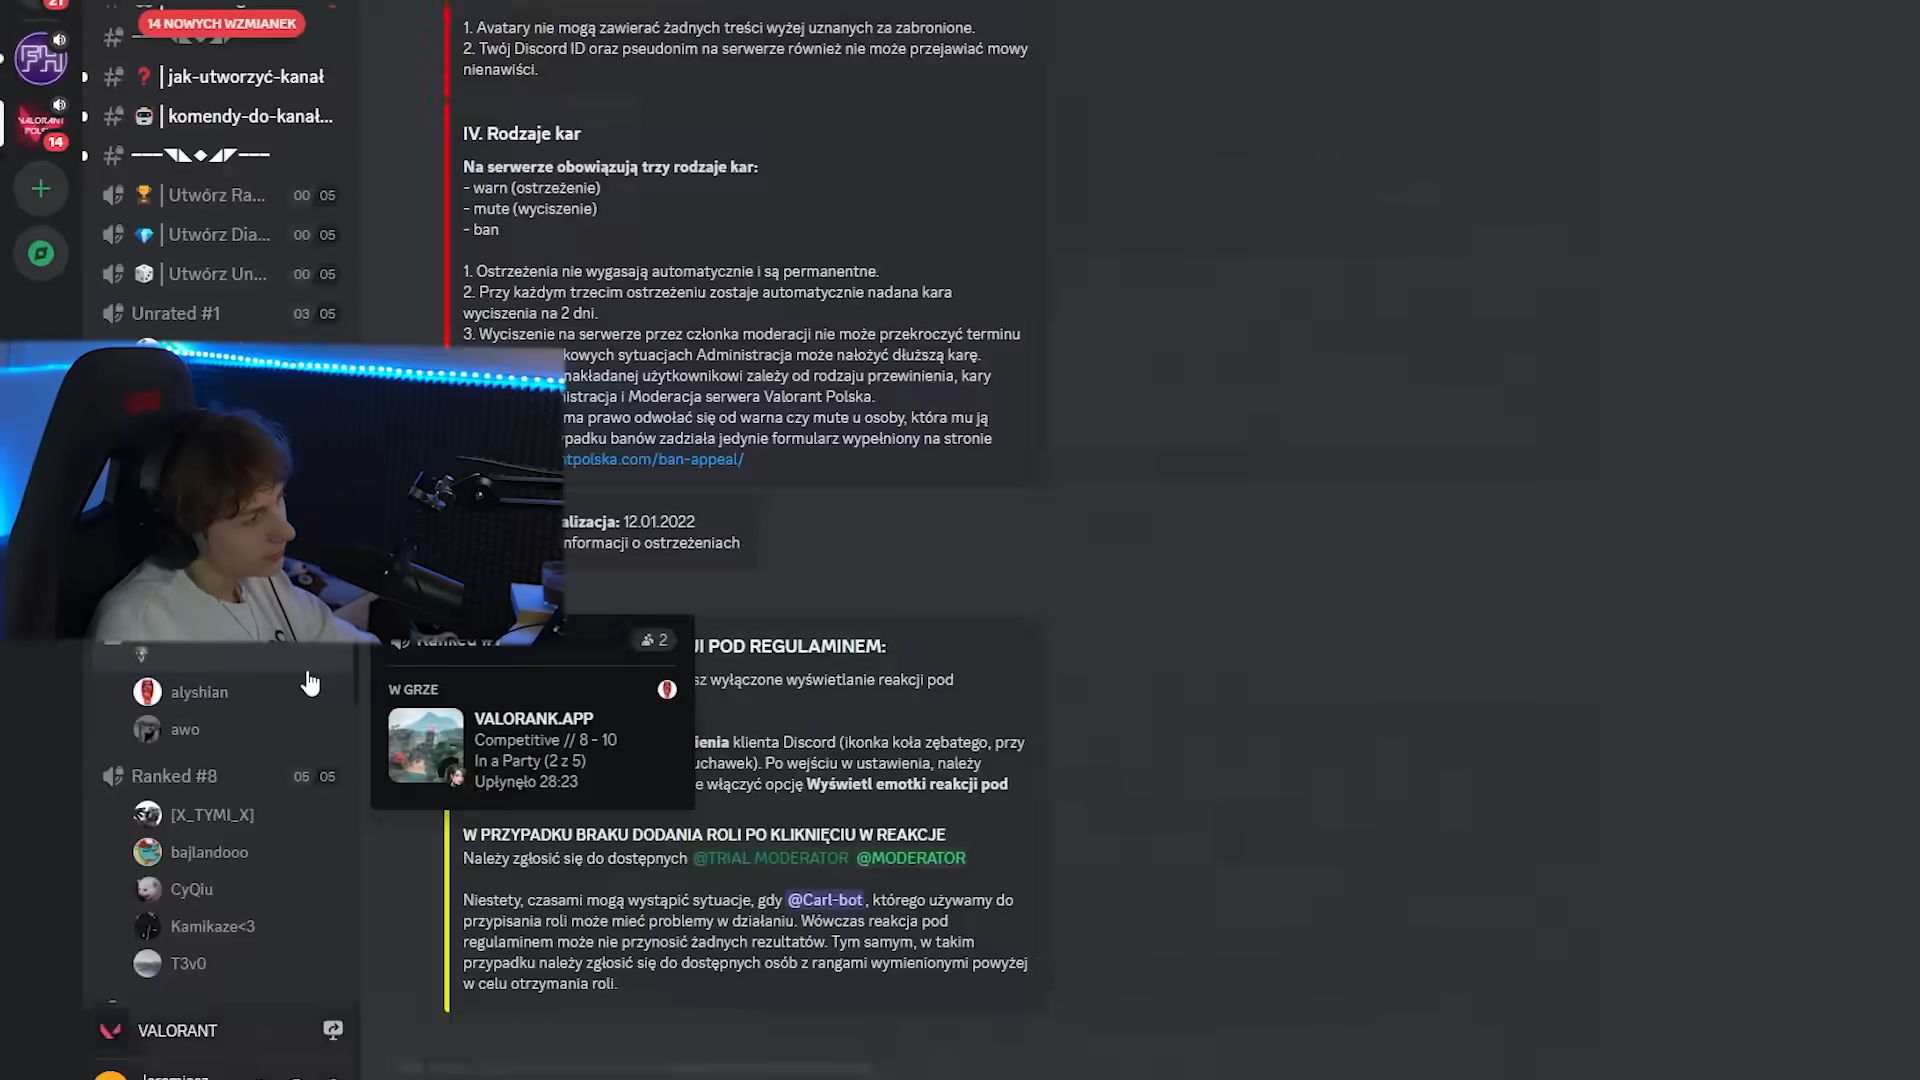 21
14 NOWYCH WZMIANEK
jak-utworzyć-kanał
komendy-do-kanał...
VALORANT
14
Utwórz Ra... 00 05
Utwórz Dia... 00 05
Utwórz Un... 00 05
Unrated #1 03 05
alyshian
awo
Ranked #8 05 05
[X_TYMI_X]
bajlandooo
CyQiu
Kamikaze<3
T3v0
VALORANT
1. Avatary nie mogą zawierać żadnych treści wyżej uznanych za zabronione.
2. Twój Discord ID oraz pseudonim na serwerze również nie może przejawiać mowy
nienawiści.
IV. Rodzaje kar
Na serwerze obowiązują trzy rodzaje kar:
- warn (ostrzeżenie)
- mute (wyciszenie)
- ban
1. Ostrzeżenia nie wygasają automatycznie i są permanentne.
2. Przy każdym trzecim ostrzeżeniu zostaje automatycznie nadana kara
wyciszenia na 2 dni.
3. Wyciszenie na serwerze przez członka moderacji nie może przekroczyć terminu
kowych sytuacjach Administracja może nałożyć dłuższą karę.
nakładanej użytkownikowi zależy od rodzaju przewinienia, kary
istracja i Moderacja serwera Valorant Polska.
ma prawo odwołać się od warna czy mute u osoby, która mu ją
ypadku banów zadziała jedynie formularz wypełniony na stronie
ntpolska.com/ban-appeal/
alizacja: 12.01.2022
nformacji o ostrzeżeniach
2
W GRZE
VALORANK.APP
Competitive // 8 - 10
In a Party (2 z 5)
Upłynęło 28:23
JI POD REGULAMINEM:
sz wyłączone wyświetlanie reakcji pod
ienia klienta Discord (ikonka koła zębatego, przy
uchawek). Po wejściu w ustawienia, należy
e włączyć opcję Wyświetl emotki reakcji pod
W PRZYPADKU BRAKU DODANIA ROLI PO KLIKNIĘCIU W REAKCJE
Należy zgłosić się do dostępnych @TRIAL MODERATOR @MODERATOR
Niestety, czasami mogą wystąpić sytuacje, gdy @Carl-bot, którego używamy do
przypisania roli może mieć problemy w działaniu. Wówczas reakcja pod
regulaminem może nie przynosić żadnych rezultatów. Tym samym, w takim
przypadku należy zgłosić się do dostępnych osób z rangami wymienionymi powyżej
w celu otrzymania roli.